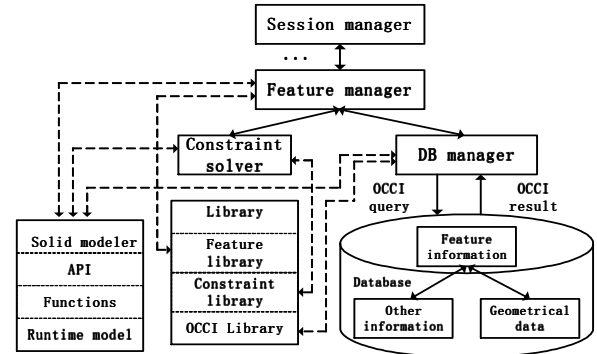 Session manager
...
Feature manager
Constraint
solver
DB manager
OCCI
query
OCCI
result
Solid modeler
API
Functions
Runtime model
Library
Feature
library
Constraint
library
OCCI Library
Feature
information
Database
Other
information
Geometrical
data